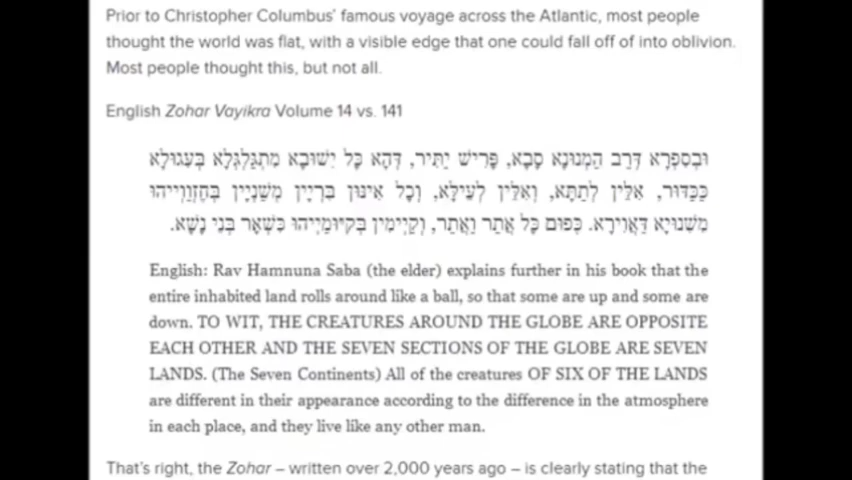 Prior to Christopher Columbus' famous voyage across the Atlantic, most people
thought the world was flat, with a visible edge that one could fall off of into oblivion.
Most people thought this, but not all.
English Zohar Vayikra Volume 14 vs. 141
וּבְסִפְרָא דְּרַב הַמְנוּנָא סָבָא, פָּרִישׁ יַתִּיר, דְּהָא כָּל יִשּׁוּבָא מִתְגַּלְגְּלָא בְּעִגּוּלָא
כַּכַּדּוּר, אִלֵּין לְתַתָּא, וְאִלֵּין לְעֵילָּא, וְכָל אִינוּן בִּרְיָין מְשַׁנְיָין בְּחֶזְוַוְיְיהוּ
מִשִּׁנוּיָא דַּאֲוִירָא. כְּפוּם כָּל אֲתַר וַאֲתַר, וְקַיְימִין בְּקִיּוּמַיְיהוּ כִּשְׁאָר בְּנֵי נָשָׁא.
English: Rav Hamnuna Saba (the elder) explains further in his book that the
entire inhabited land rolls around like a ball, so that some are up and some are
down. TO WIT, THE CREATURES AROUND THE GLOBE ARE OPPOSITE
EACH OTHER AND THE SEVEN SECTIONS OF THE GLOBE ARE SEVEN
LANDS. (The Seven Continents) All of the creatures OF SIX OF THE LANDS
are different in their appearance according to the difference in the atmosphere
in each place, and they live like any other man.
That's right, the Zohar – written over 2,000 years ago – is clearly stating that the